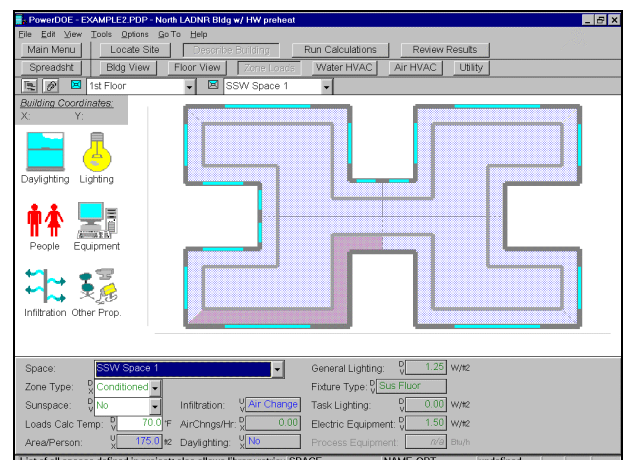 PowerDOE - EXAMPLE2.PDP - North LADNR Bldg w/ HW preheat
File Edit View Tools Options Go To Help
Main Menu Locate Site Describe Building Run Calculations Review Results
Spreadsht Bldg View Floor View Zone Loads Water HVAC Air HVAC Utility
1st Floor SSW Space 1
Building Coordinates:
X: Y:
Daylighting Lighting
People Equipment
Infiltration Other Prop.
Space: SSW Space 1 General Lighting: D V 1.25 W/ft2
Zone Type: D X Conditioned Fixture Type: D V Sus Fluor
Sunspace: D V No Infiltration: U V Air Change Task Lighting: D V 0.00 W/ft2
Loads Calc Temp: D V 70.0 °F AirChngs/Hr: D X 0.00 Electric Equipment: D V 1.50 W/ft2
Area/Person: U X 175.0 ft2 Daylighting: U X No Process Equipment: n/a Btu/h